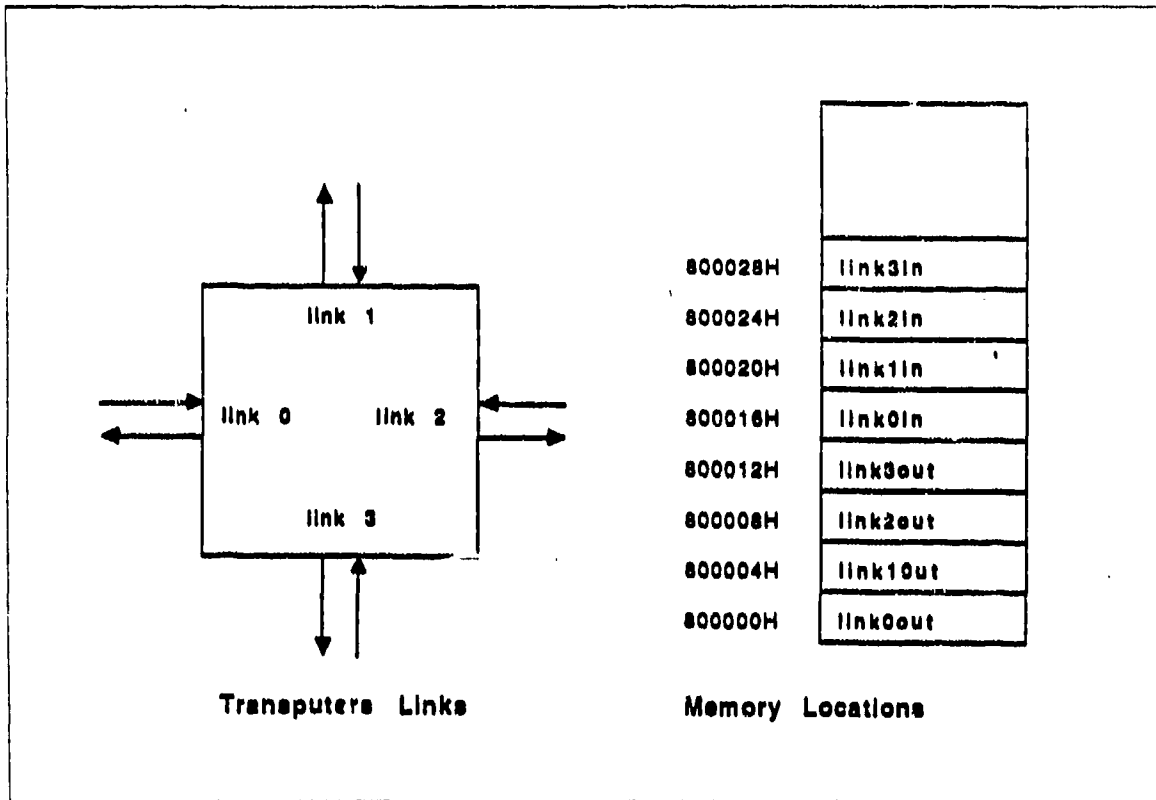 link 1
link 0 link 2
link 3
Transputers Links
800028H link3in
800024H link2in
800020H link1in
800016H link0in
800012H link3out
800008H link2out
800004H link10ut
800000H link0out
Memory Locations